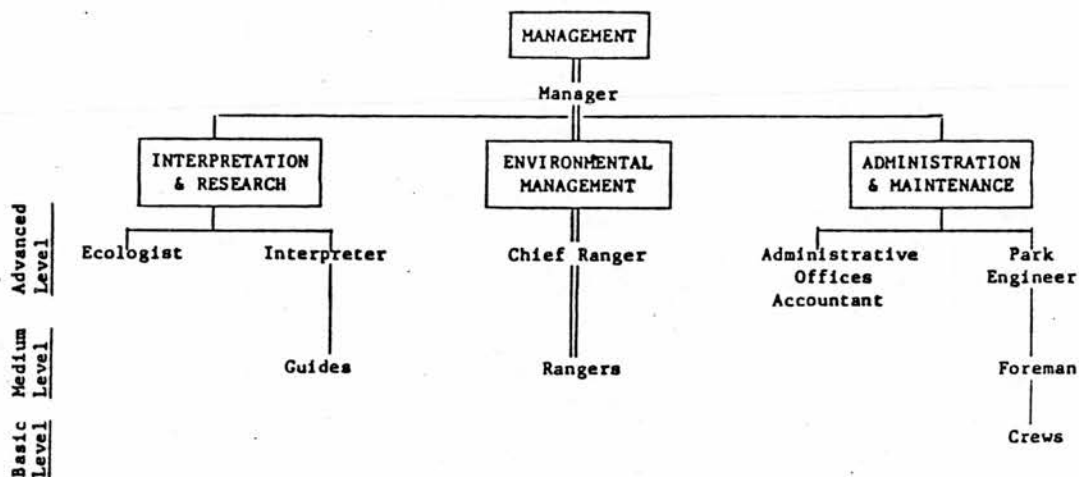 MANAGEMENT
Manager
INTERPRETATION
& RESEARCH
ENVIRONMENTAL
MANAGEMENT
ADMINISTRATION
& MAINTENANCE
Advanced
Level
Ecologist
Interpreter
Chief Ranger
Administrative
Offices
Accountant
Park
Engineer
Medium
Level
Guides
Rangers
Foreman
Basic
Level
Crews